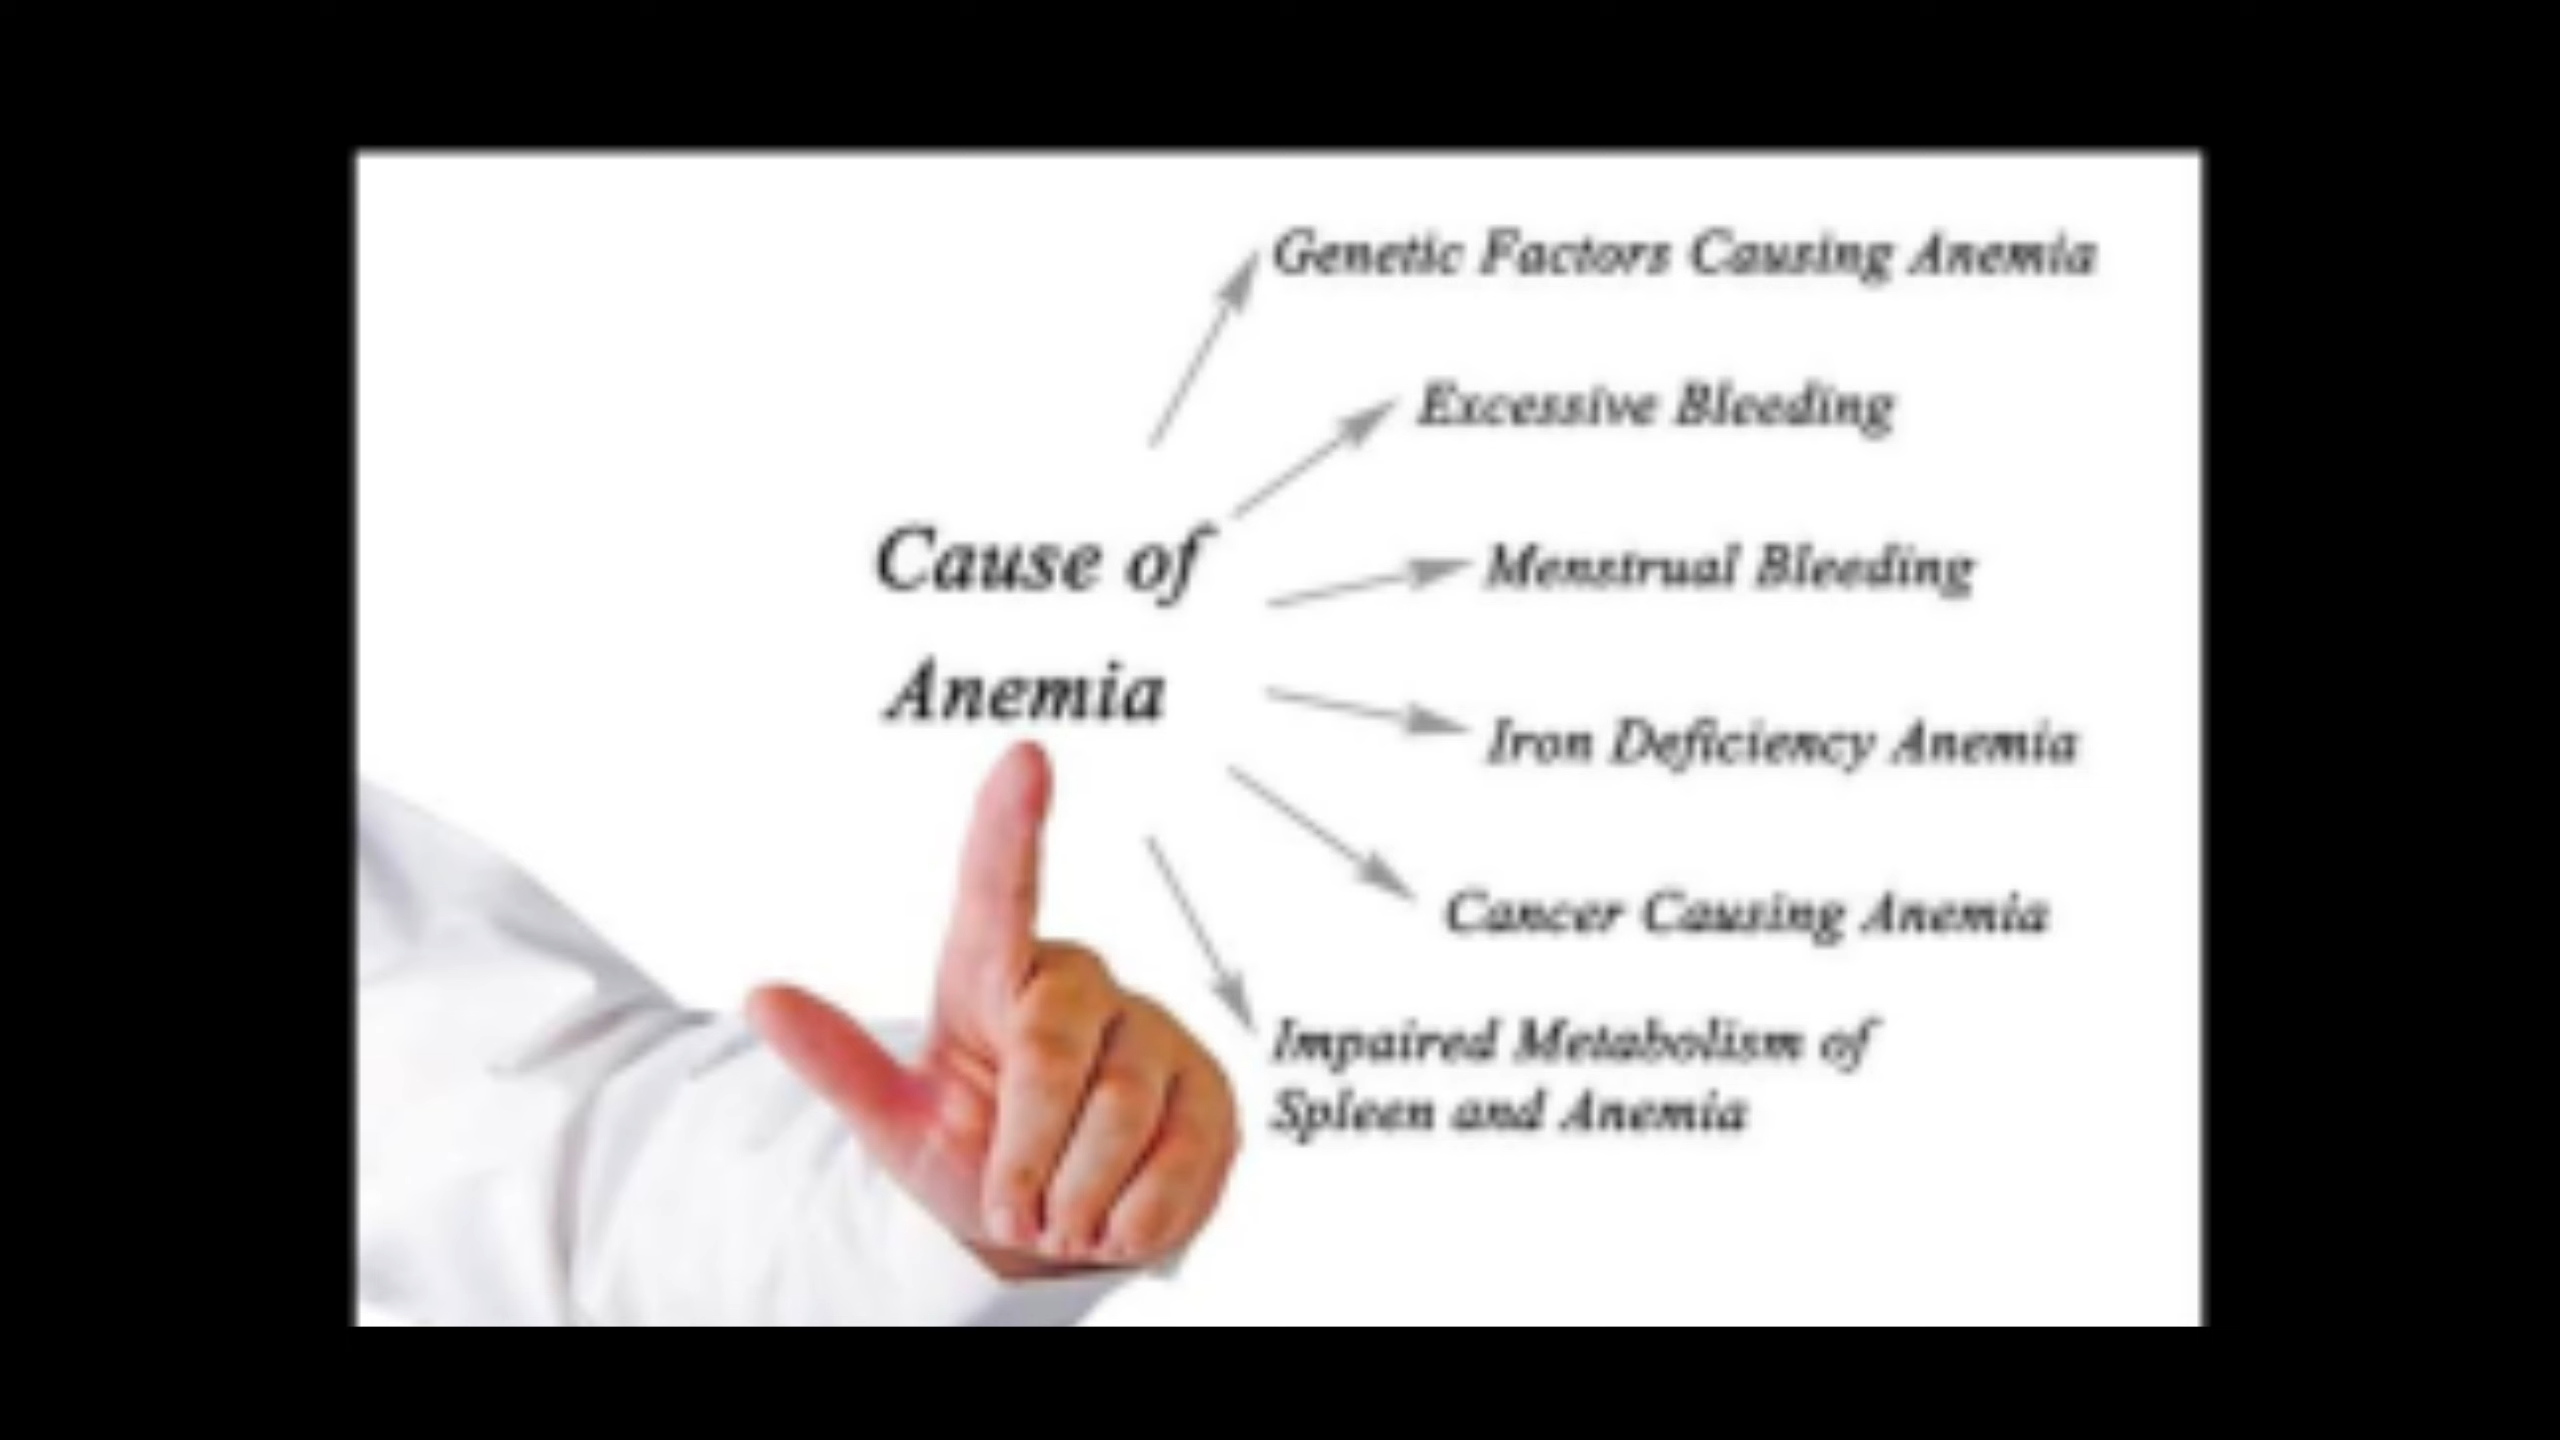 Genetic Factors Causing Anemia
Excessive Bleeding
Cause of
Anemia
Menstrual Bleeding
Iron Deficiency Anemia
Cancer Causing Anemia
Impaired Metabolism of
Spleen and Anemia